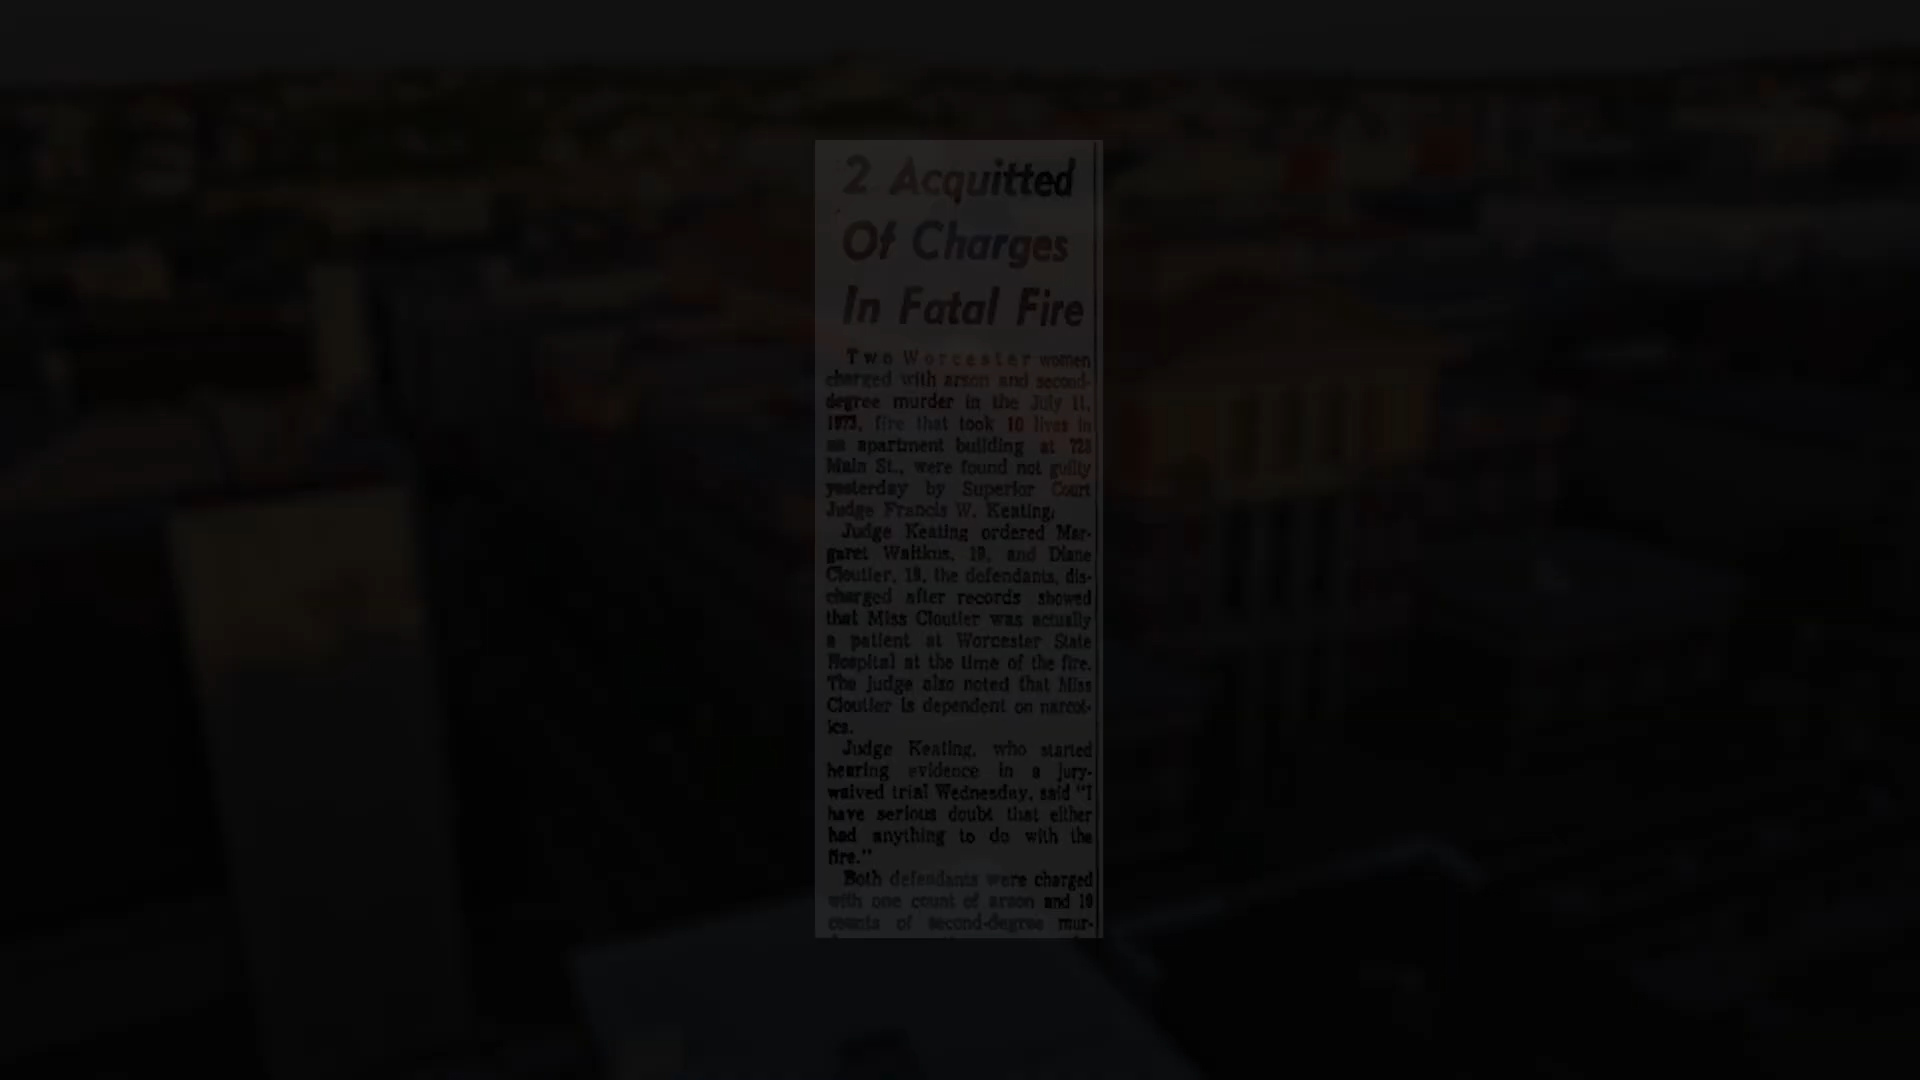 2 Acquitted
Of Charges
In Fatal Fire
Two Worcester women
charged with arson and second-
degree murder in the July 11,
1973, fire that took 10 lives in
an apartment building at 728
Main St., were found not guilty
yesterday by Superior Court
Judge Francis W. Keating.
Judge Keating ordered Mar-
garet Waitkus, 19, and Diane
Cloutier, 18, the defendants, dis-
charged after records showed
that Miss Cloutier was actually
a patient at Worcester State
Hospital at the time of the fire.
The judge also noted that Miss
Cloutier is dependent on narcot-
ics.
Judge Keating, who started
hearing evidence in a jury-
waived trial Wednesday, said "I
have serious doubt that either
had anything to do with the
fire."
Both defendants were charged
with one count of arson and 10
counts of second-degree mur-